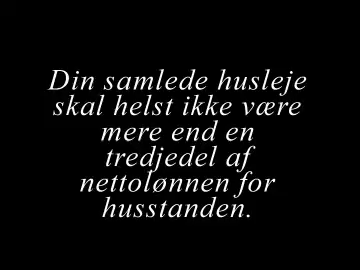 Din samlede husleje
skal helst ikke være
mere end en
tredjedel af
nettolønnen for
husstanden.